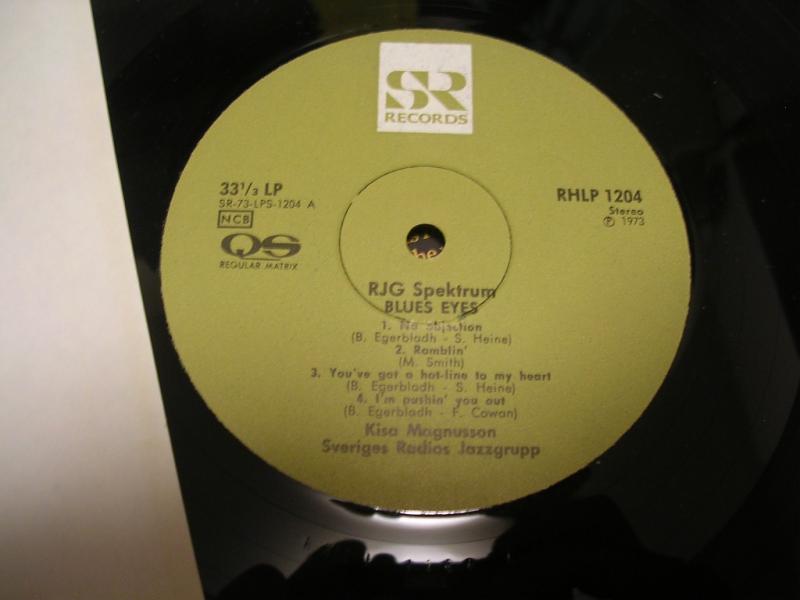 SR
RECORDS
33⅓ LP
SR-73-LPS-1204 A
NCB
QS
REGULAR MATRIX
RHLP 1204
Stereo
Ⓟ 1973
RJG Spektrum
BLUES EYES
1. No objection
(B. Egerbladh - S. Heine)
2. Ramblin'
(M. Smith)
3. You've got a hot-line to my heart
(B. Egerbladh - S. Heine)
4. I'm pushin' you out
(B. Egerbladh - F. Cowan)
Kisa Magnusson
Sveriges Radios Jazzgrupp